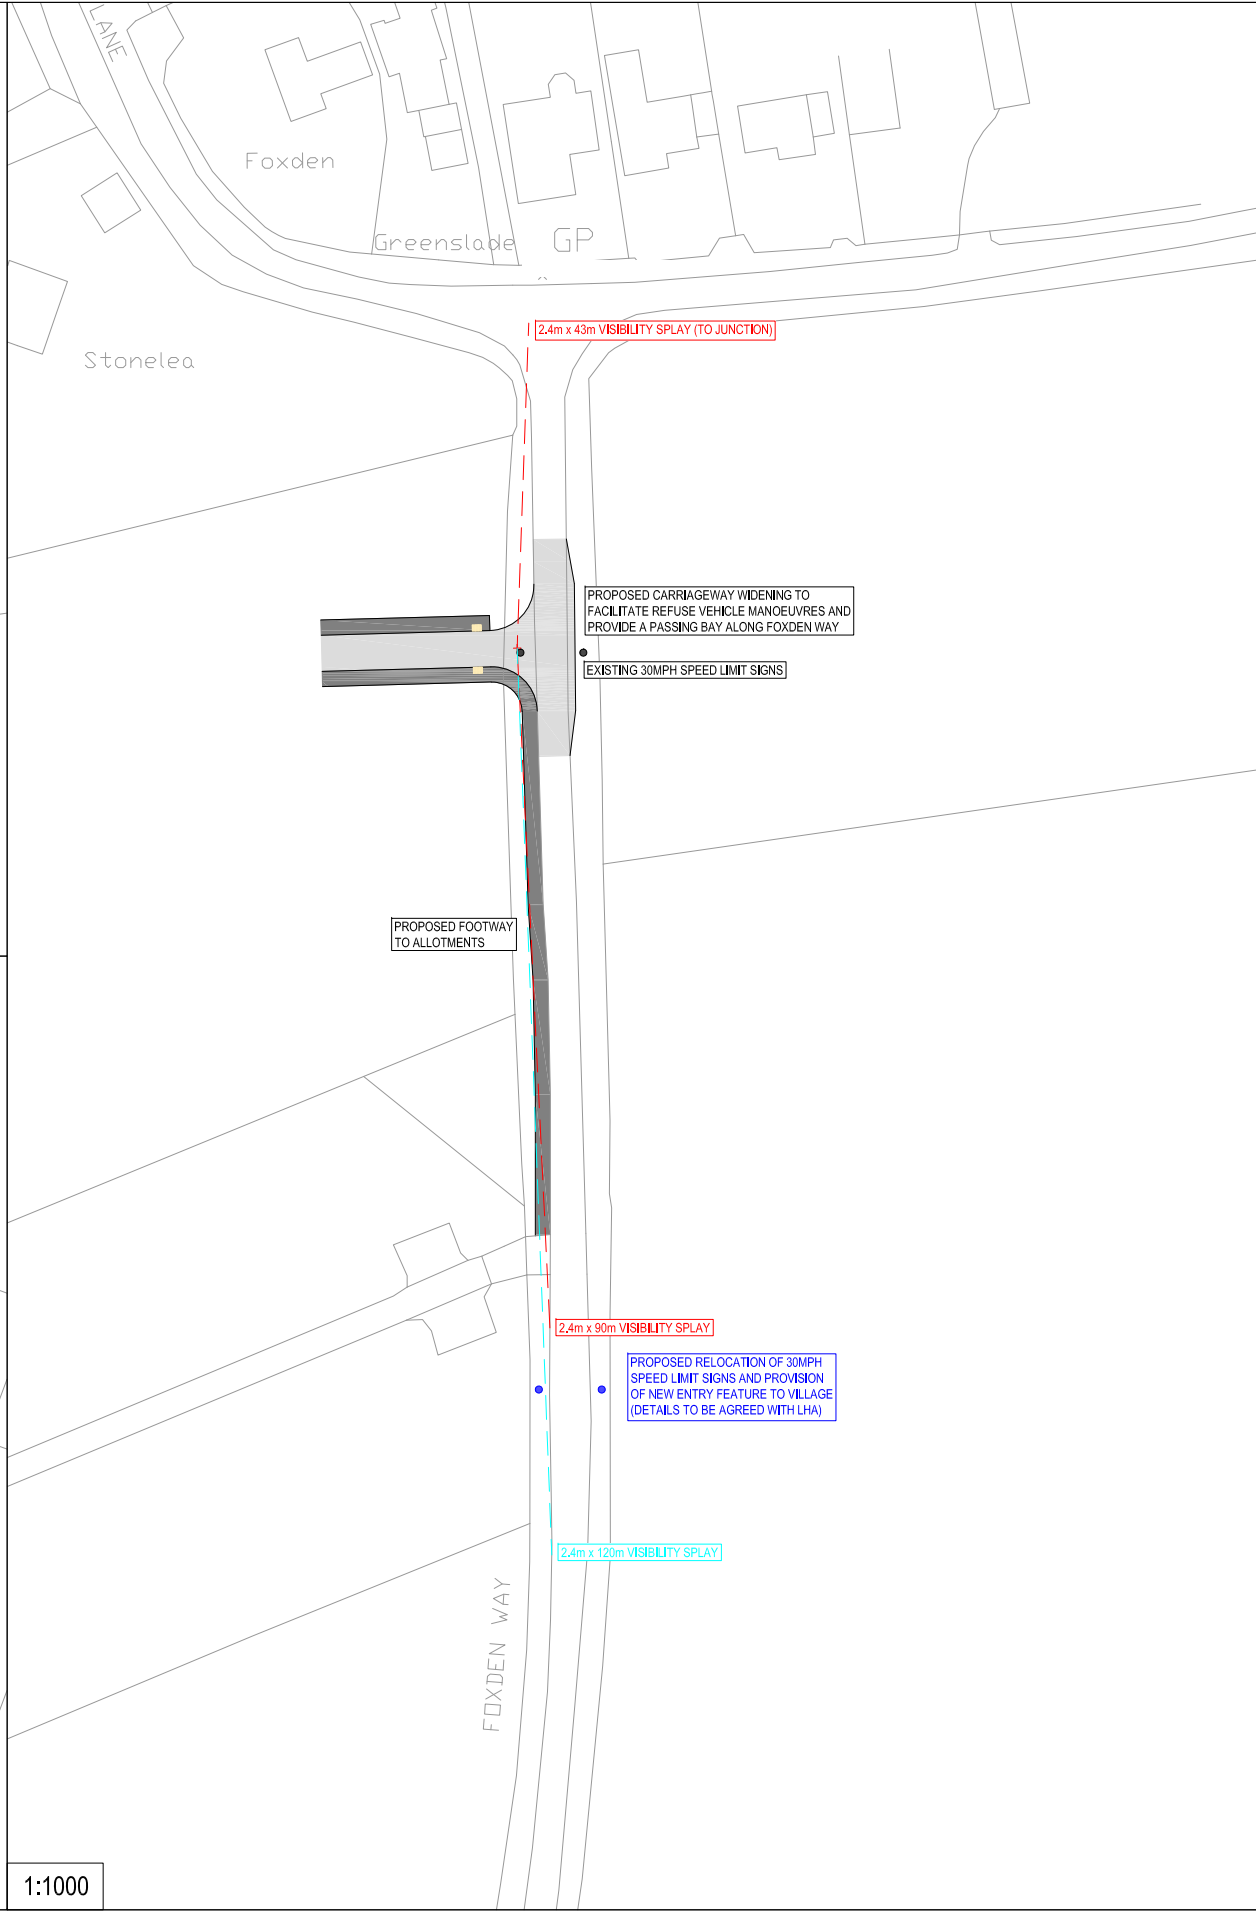 LANE
Foxden
Greenslade
GP
2.4m x 43m VISIBILITY SPLAY (TO JUNCTION)
Stonelea
PROPOSED CARRIAGEWAY WIDENING TO
FACILITATE REFUSE VEHICLE MANOEUVRES AND
PROVIDE A PASSING BAY ALONG FOXDEN WAY
EXISTING 30MPH SPEED LIMIT SIGNS
PROPOSED FOOTWAY
TO ALLOTMENTS
2.4m x 90m VISIBILITY SPLAY
PROPOSED RELOCATION OF 30MPH
SPEED LIMIT SIGNS AND PROVISION
OF NEW ENTRY FEATURE TO VILLAGE
(DETAILS TO BE AGREED WITH LHA)
2.4m x 120m VISIBILITY SPLAY
FOXDEN WAY
1:1000